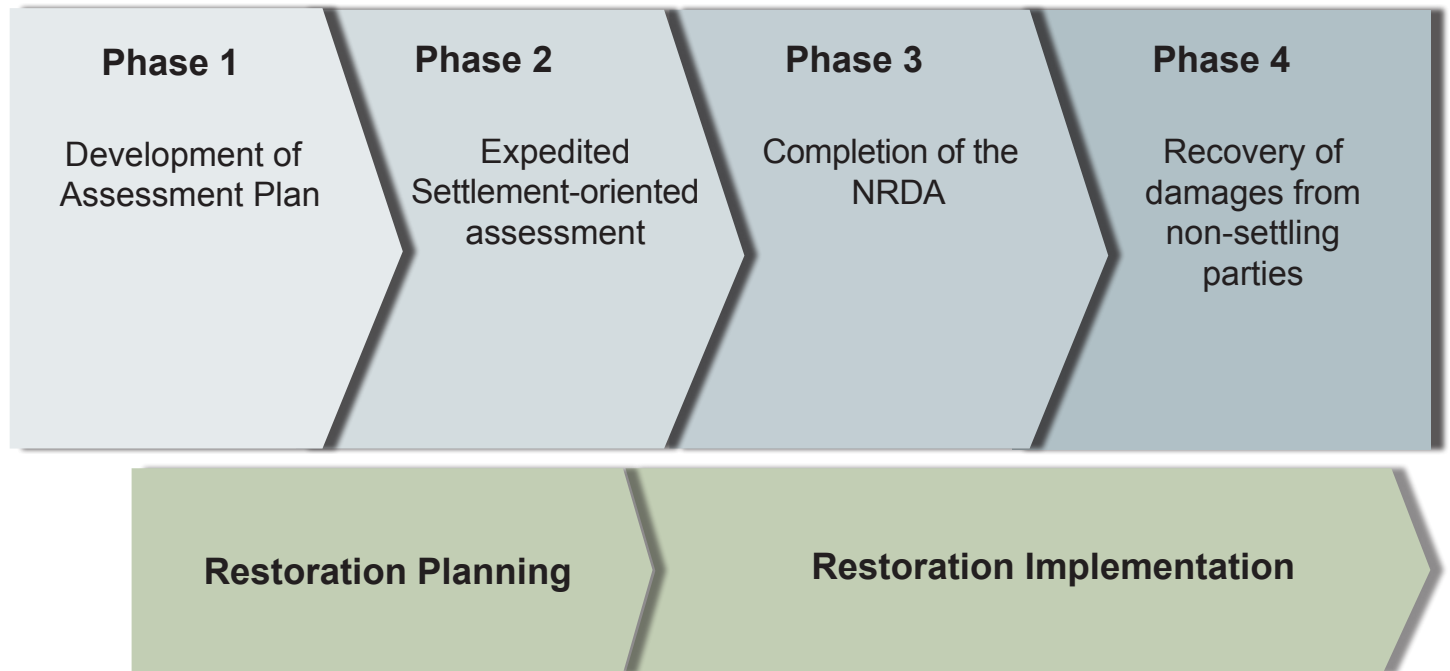 Phase 1
Development of
Assessment Plan
Phase 2
Expedited
Settlement-oriented
assessment
Phase 3
Completion of the
NRDA
Phase 4
Recovery of
damages from
non-settling
parties
Restoration Planning
Restoration Implementation